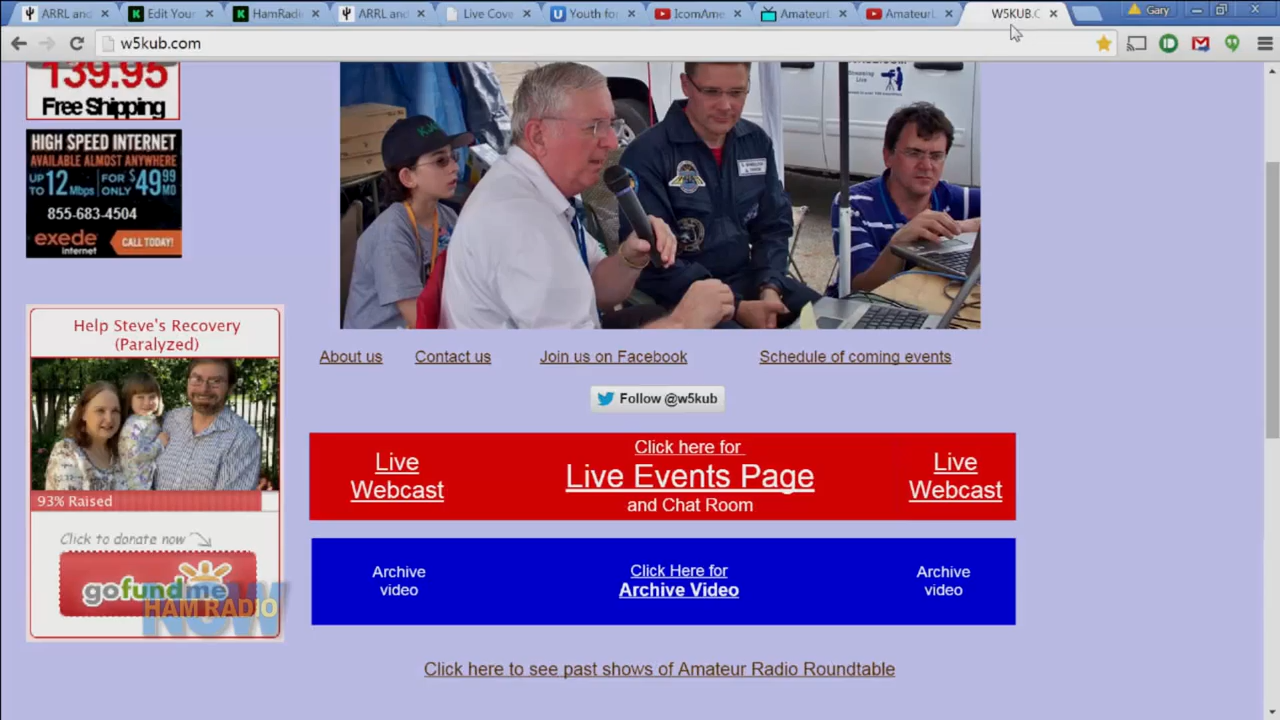 ARRL and
Edit Your
HamRadi
ARRL and
Live Cove
Youth for
IcomAme
Amateur
Amateur
W5KUB.C
Gary
w5kub.com
139.95
Free Shipping
HIGH SPEED INTERNET
AVAILABLE ALMOST ANYWHERE
UP TO 12 Mbps
FOR ONLY $49.99 MO
855-683-4504
exede internet
CALL TODAY!
Streaming
Live
Help Steve's Recovery
(Paralyzed)
93% Raised
Click to donate now
gofundme
HAM RADIO
NOW
About us Contact us Join us on Facebook Schedule of coming events
Follow @w5kub
Live
Webcast
Click here for
Live Events Page
and Chat Room
Live
Webcast
Archive
video
Click Here for
Archive Video
Archive
video
Click here to see past shows of Amateur Radio Roundtable